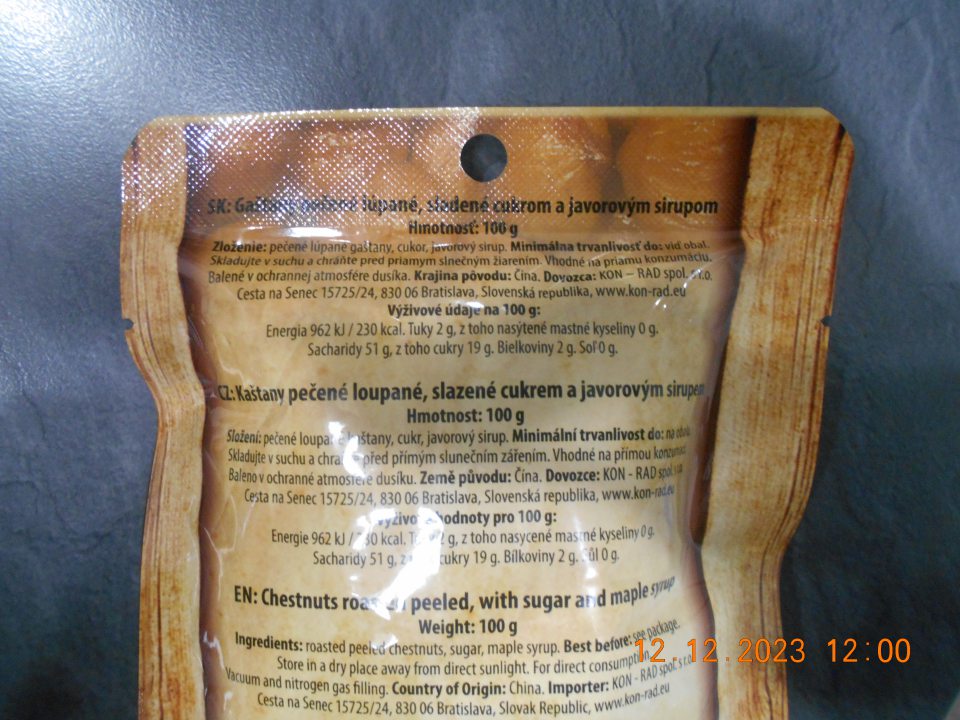 SK: Gaštany pečené lúpané, sladené cukrom a javorovým sirupom
Hmotnosť: 100 g
Zloženie: pečené lúpané gaštany, cukor, javorový sirup. Minimálna trvanlivosť do: viď obal.
Skladujte v suchu a chráňte pred priamym slnečným žiarením. Vhodné na priamu konzumáciu.
Balené v ochrannej atmosfére dusíka. Krajina pôvodu: Čína. Dovozca: KON – RAD spol. s r.o.
Cesta na Senec 15725/24, 830 06 Bratislava, Slovenská republika, www.kon-rad.eu
Výživové údaje na 100 g:
Energia 962 kJ / 230 kcal. Tuky 2 g, z toho nasýtené mastné kyseliny 0 g.
Sacharidy 51 g, z toho cukry 19 g. Bielkoviny 2 g. Soľ 0 g.
CZ: Kaštany pečené loupané, slazené cukrem a javorovým sirupem
Hmotnost: 100 g
Složení: pečené loupané kaštany, cukr, javorový sirup. Minimální trvanlivost do: na obalu.
Skladujte v suchu a chraňte před přímým slunečním zářením. Vhodné na přímou
Baleno v ochranné atmosféře dusíku. Země původu: Čína. Dovozce: KON - RAD spol. s r.o.
Cesta na Senec 15725/24, 830 06 Bratislava, Slovenská republika, www.kon-rad.eu
Výživové hodnoty pro 100 g:
Energie 962 kJ / 230 kcal. Tuky 2 g, z toho nasycené mastné kyseliny 0 g.
Sacharidy 51 g, z toho cukry 19 g. Bílkoviny 2 g. Sůl 0 g.
EN: Chestnuts roasted peeled, with sugar and maple syrup
Weight: 100 g
Ingredients: roasted peeled chestnuts, sugar, maple syrup. Best before: see package.
Store in a dry place away from direct sunlight. For direct consumption.
Vacuum and nitrogen gas filling. Country of Origin: China. Importer: KON - RAD spol. s r.o.
Cesta na Senec 15725/24, 830 06 Bratislava, Slovak Republic, www.kon-rad.eu
12.12.2023 12:00